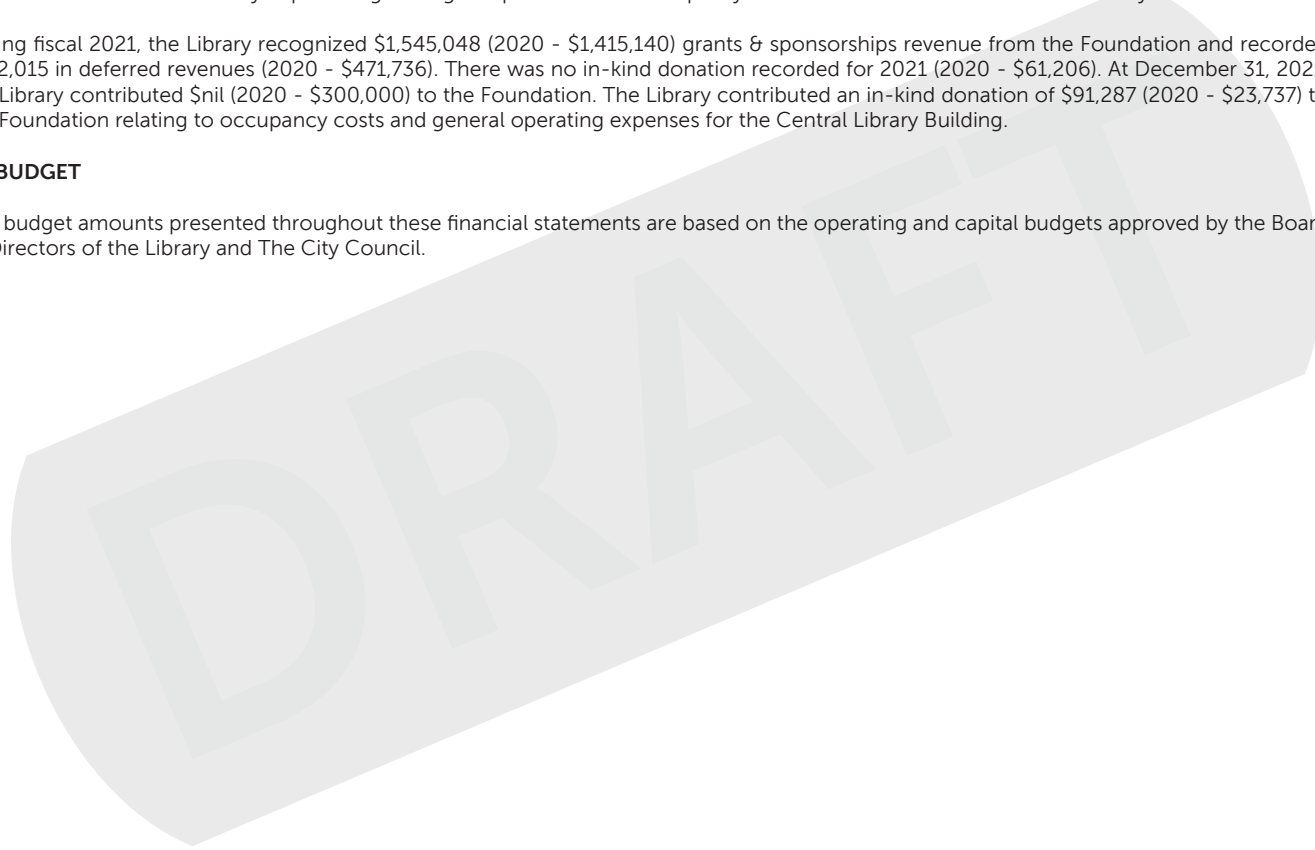 ng fiscal 2021, the Library recognized $1,545,048 (2020 - $1,415,140) grants & sponsorships revenue from the Foundation and recorde
2,015 in deferred revenues (2020 - $471,736). There was no in-kind donation recorded for 2021 (2020 - $61,206). At December 31, 202
Library contributed $nil (2020 - $300,000) to the Foundation. The Library contributed an in-kind donation of $91,287 (2020 - $23,737) t
Foundation relating to occupancy costs and general operating expenses for the Central Library Building.
BUDGET
budget amounts presented throughout these financial statements are based on the operating and capital budgets approved by the Boar
Directors of the Library and The City Council.
DRAFT